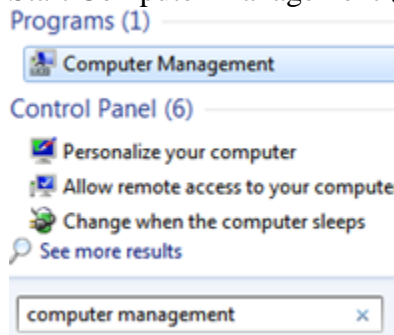 Programs (1)
Computer Management
Control Panel (6)
Personalize your computer
Allow remote access to your compute
Change when the computer sleeps
See more results
computer management